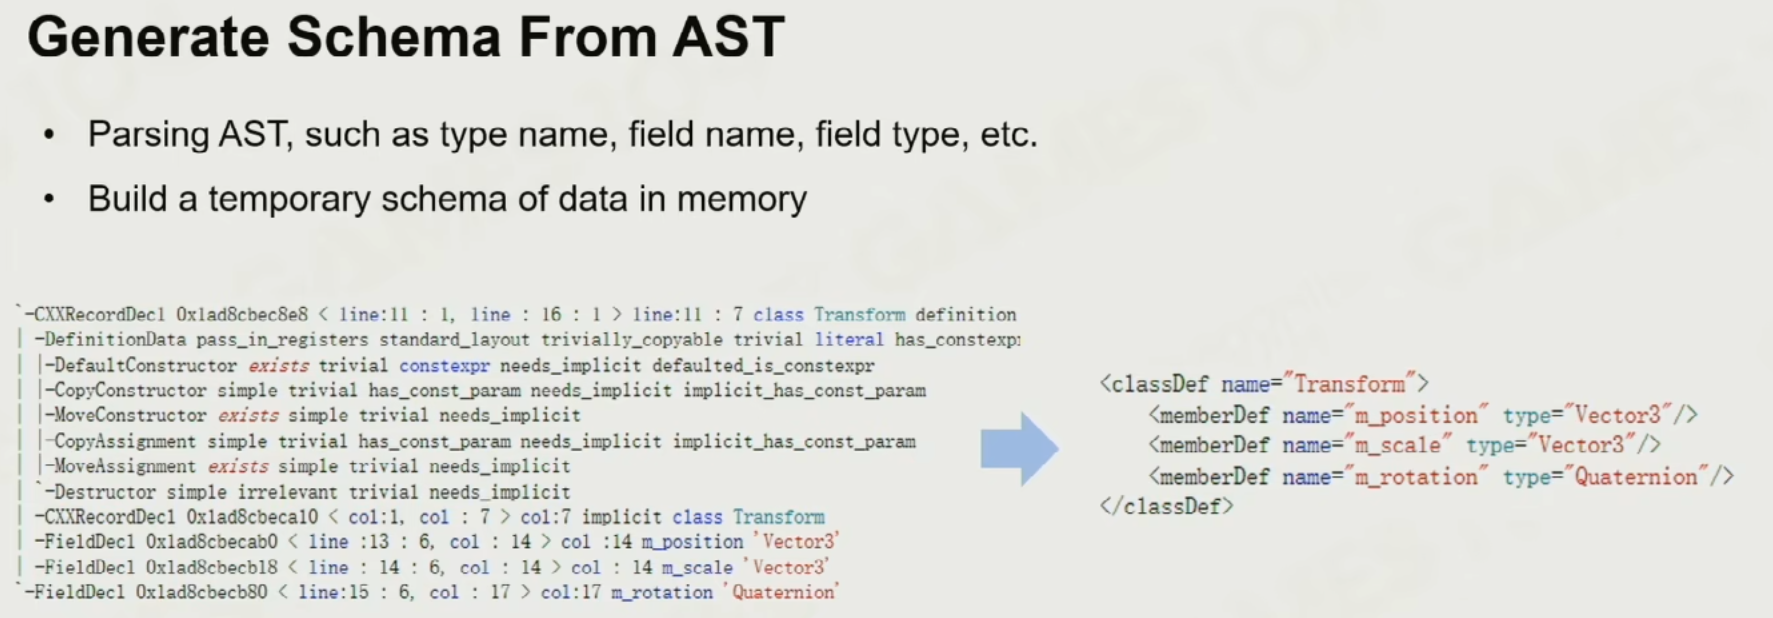 Generate Schema From AST
• Parsing AST, such as type name, field name, field type, etc.
• Build a temporary schema of data in memory
`-CXXRecordDecl 0x1ad8cbec8e8 < line:11 : 1, line : 16 : 1 > line:11 : 7 class Transform definition
| -DefinitionData pass_in_registers standard_layout trivially_copyable trivial literal has_constexp
| |-DefaultConstructor exists trivial constexpr needs_implicit defaulted_is_constexpr
| |-CopyConstructor simple trivial has_const_param needs_implicit implicit_has_const_param
| |-MoveConstructor exists simple trivial needs_implicit
| |-CopyAssignment simple trivial has_const_param needs_implicit implicit_has_const_param
| |-MoveAssignment exists simple trivial needs_implicit
| `-Destructor simple irrelevant trivial needs_implicit
| -CXXRecordDecl 0x1ad8cbeca10 < col:1, col : 7 > col:7 implicit class Transform
| -FieldDecl 0x1ad8cbecab0 < line :13 : 6, col : 14 > col :14 m_position 'Vector3'
| -FieldDecl 0x1ad8cbecb18 < line : 14 : 6, col : 14 > col : 14 m_scale 'Vector3'
`-FieldDecl 0x1ad8cbecb80 < line:15 : 6, col : 17 > col:17 m_rotation 'Quaternion'
<classDef name="Transform">
<memberDef name="m_position" type="Vector3"/>
<memberDef name="m_scale" type="Vector3"/>
<memberDef name="m_rotation" type="Quaternion"/>
</classDef>